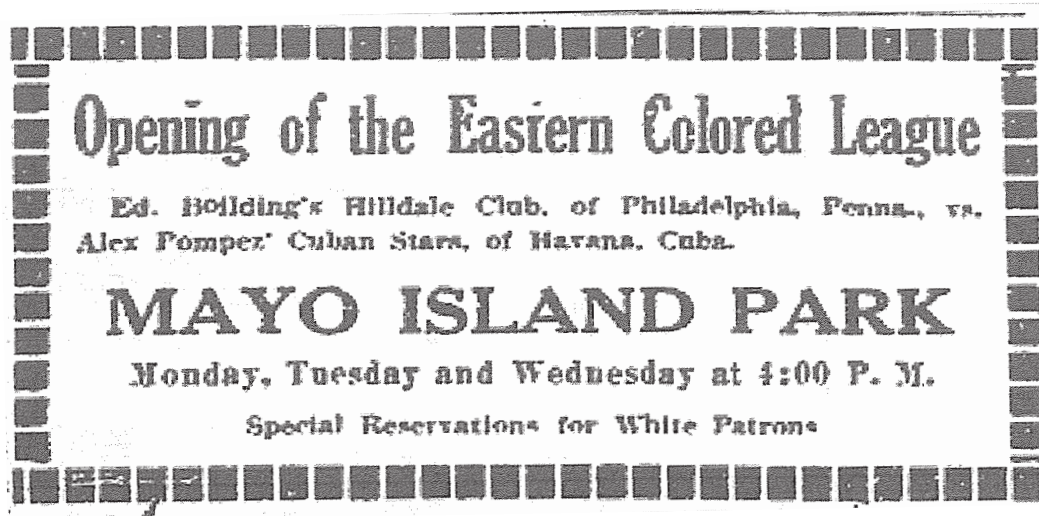 Opening of the Eastern Colored League
Ed. Boilding's Hilldale Club, of Philadelphia, Penna., vs.
Alex Pompez' Cuban Stars, of Havana, Cuba.
MAYO ISLAND PARK
Monday, Tuesday and Wednesday at 4:00 P. M.
Special Reservations for White Patrons